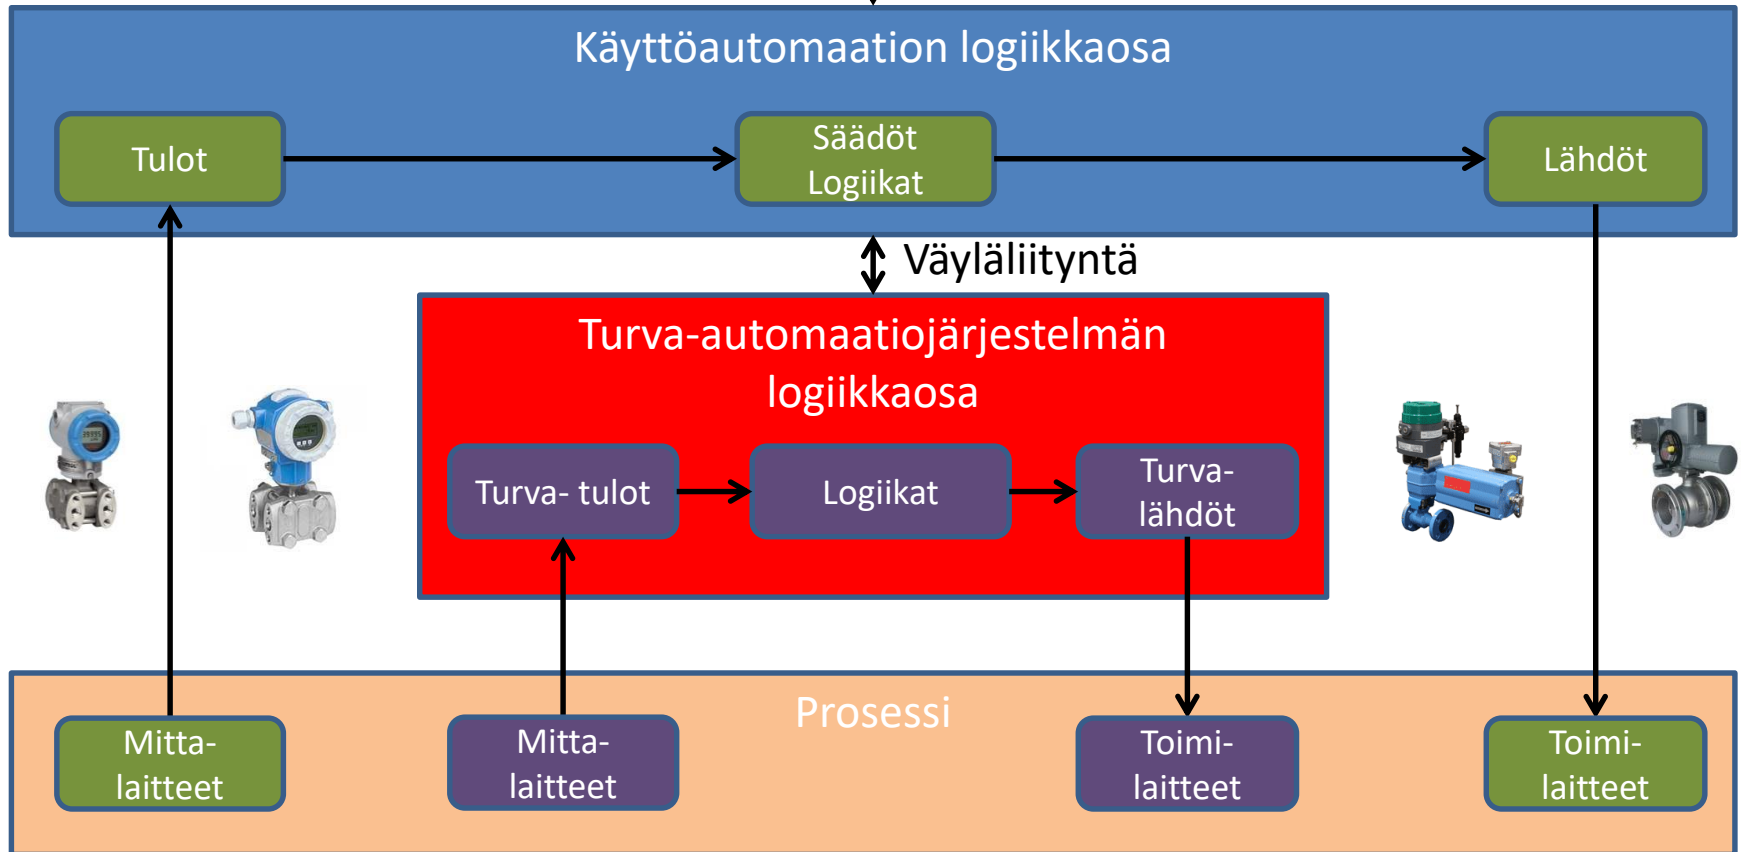 Käyttöautomaation logiikkaosa
Tulot
Säädöt
Logiikat
Lähdöt
Väyläliityntä
Turva-automaatiojärjestelmän
logiikkaosa
Turva- tulot
Logiikat
Turva-
lähdöt
Prosessi
Mitta-
laitteet
Mitta-
laitteet
Toimi-
laitteet
Toimi-
laitteet